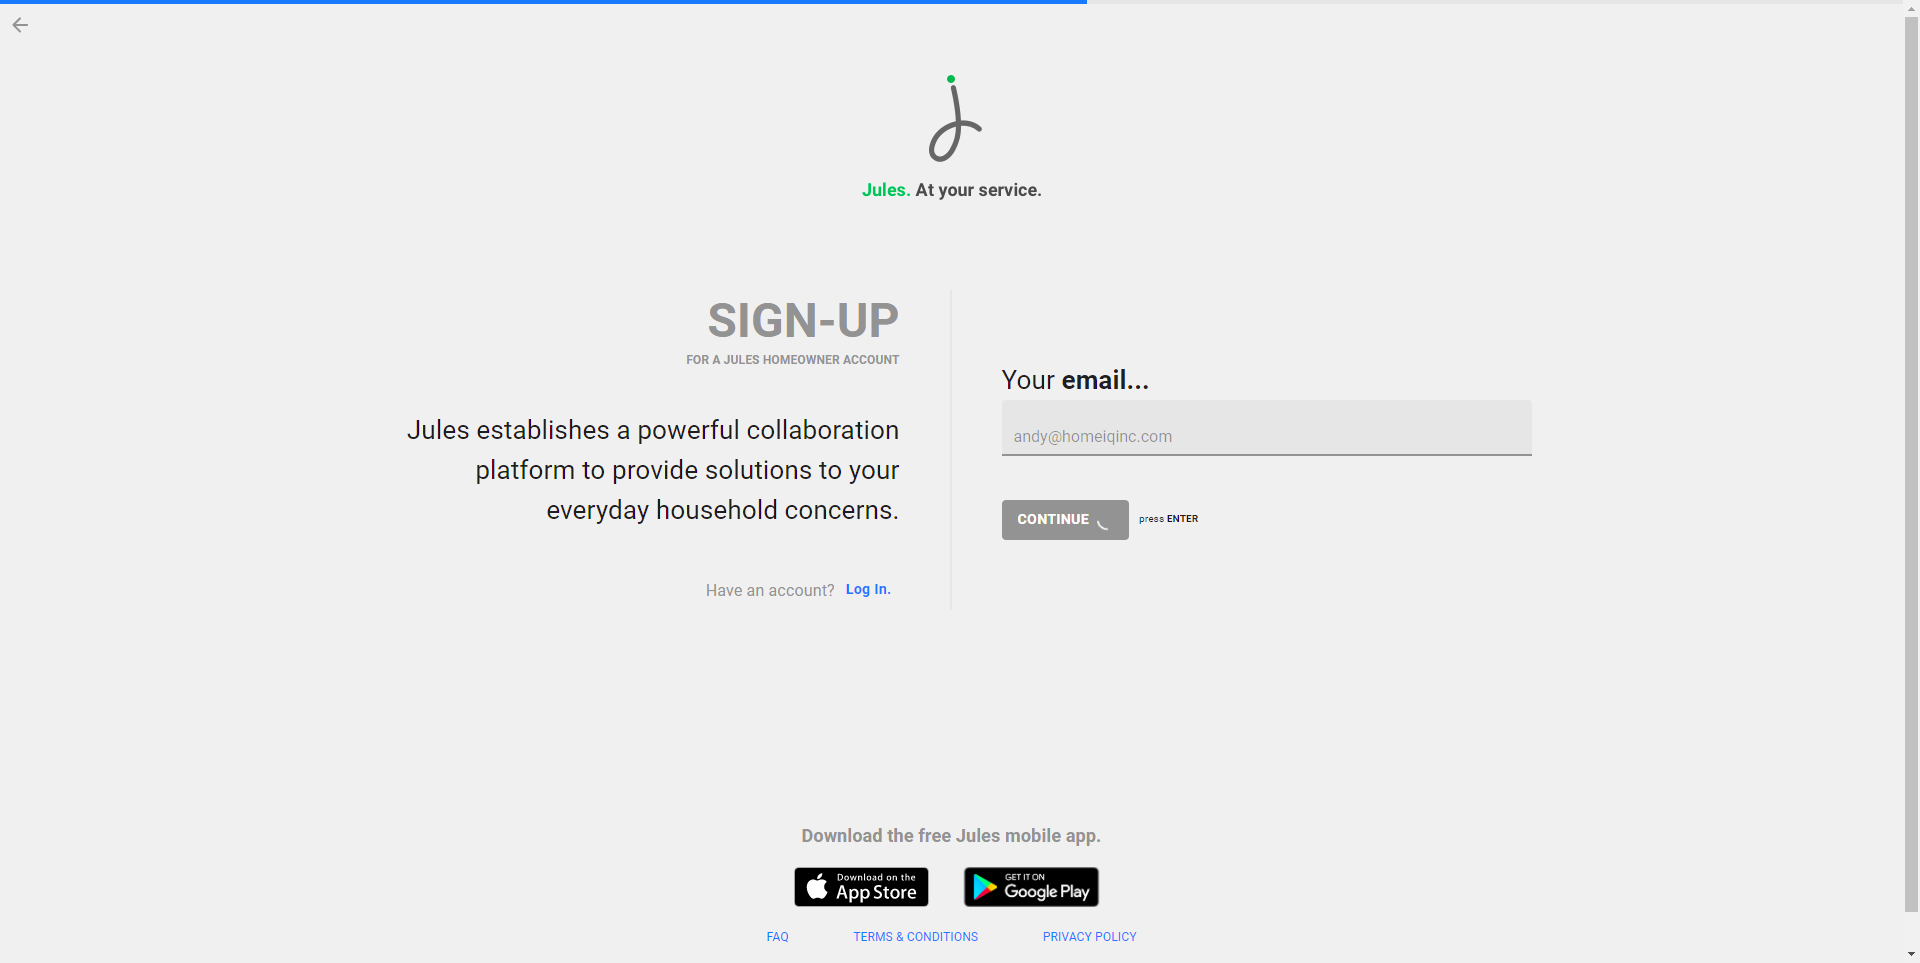 Jules. At your service.
SIGN-UP
FOR A JULES HOMEOWNER ACCOUNT
Jules establishes a powerful collaboration
platform to provide solutions to your
everyday household concerns.
Have an account? Log In.
Your email...
andy@homeiqinc.com
CONTINUE press ENTER
Download the free Jules mobile app.
Download on the
App Store
GET IT ON
Google Play
FAQ TERMS & CONDITIONS PRIVACY POLICY